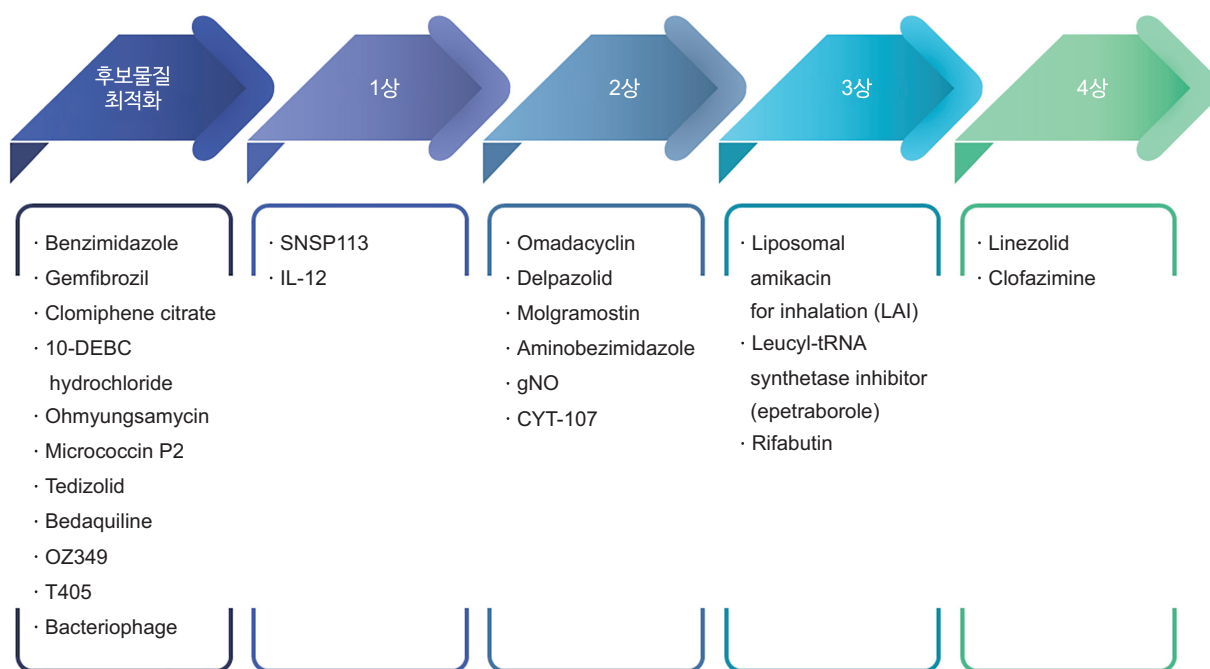 후보물질
최적화
1상
2상
3상
4상
· Benzimidazole
· Gemfibrozil
· Clomiphene citrate
· 10-DEBC
hydrochloride
· Ohmyungsamycin
· Micrococcin P2
· Tedizolid
· Bedaquiline
· OZ349
· T405
· Bacteriophage
· SNSP113
· IL-12
· Omadacyclin
· Delpazolid
· Molgramostin
· Aminobezimidazole
· gNO
· CYT-107
· Liposomal
amikacin
for inhalation (LAI)
· Leucyl-tRNA
synthetase inhibitor
(epetraborole)
· Rifabutin
· Linezolid
· Clofazimine